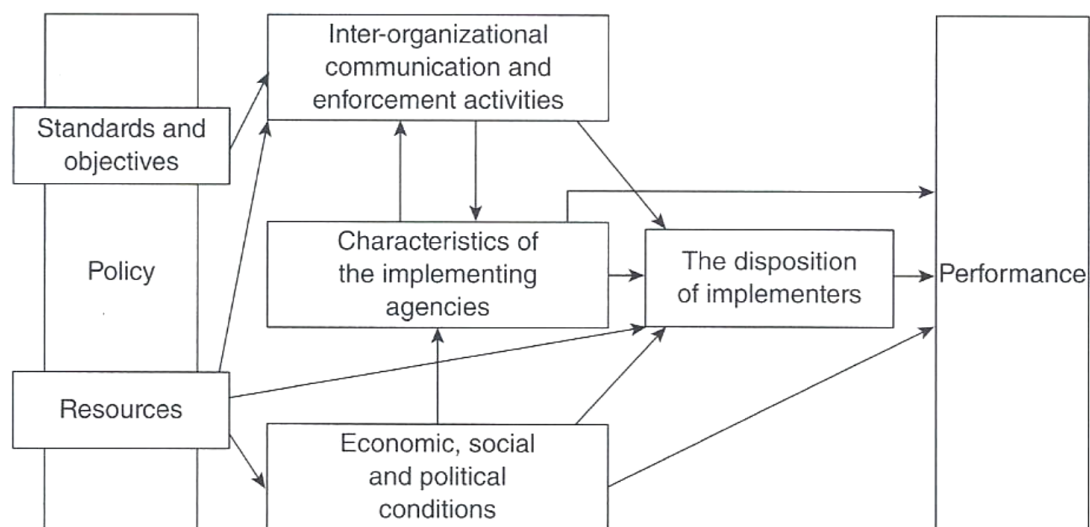 Inter-organizational
communication and
enforcement activities
Standards and
objectives
Policy
Characteristics of
the implementing
agencies
The disposition
of implementers
Performance
Resources
Economic, social
and political
conditions